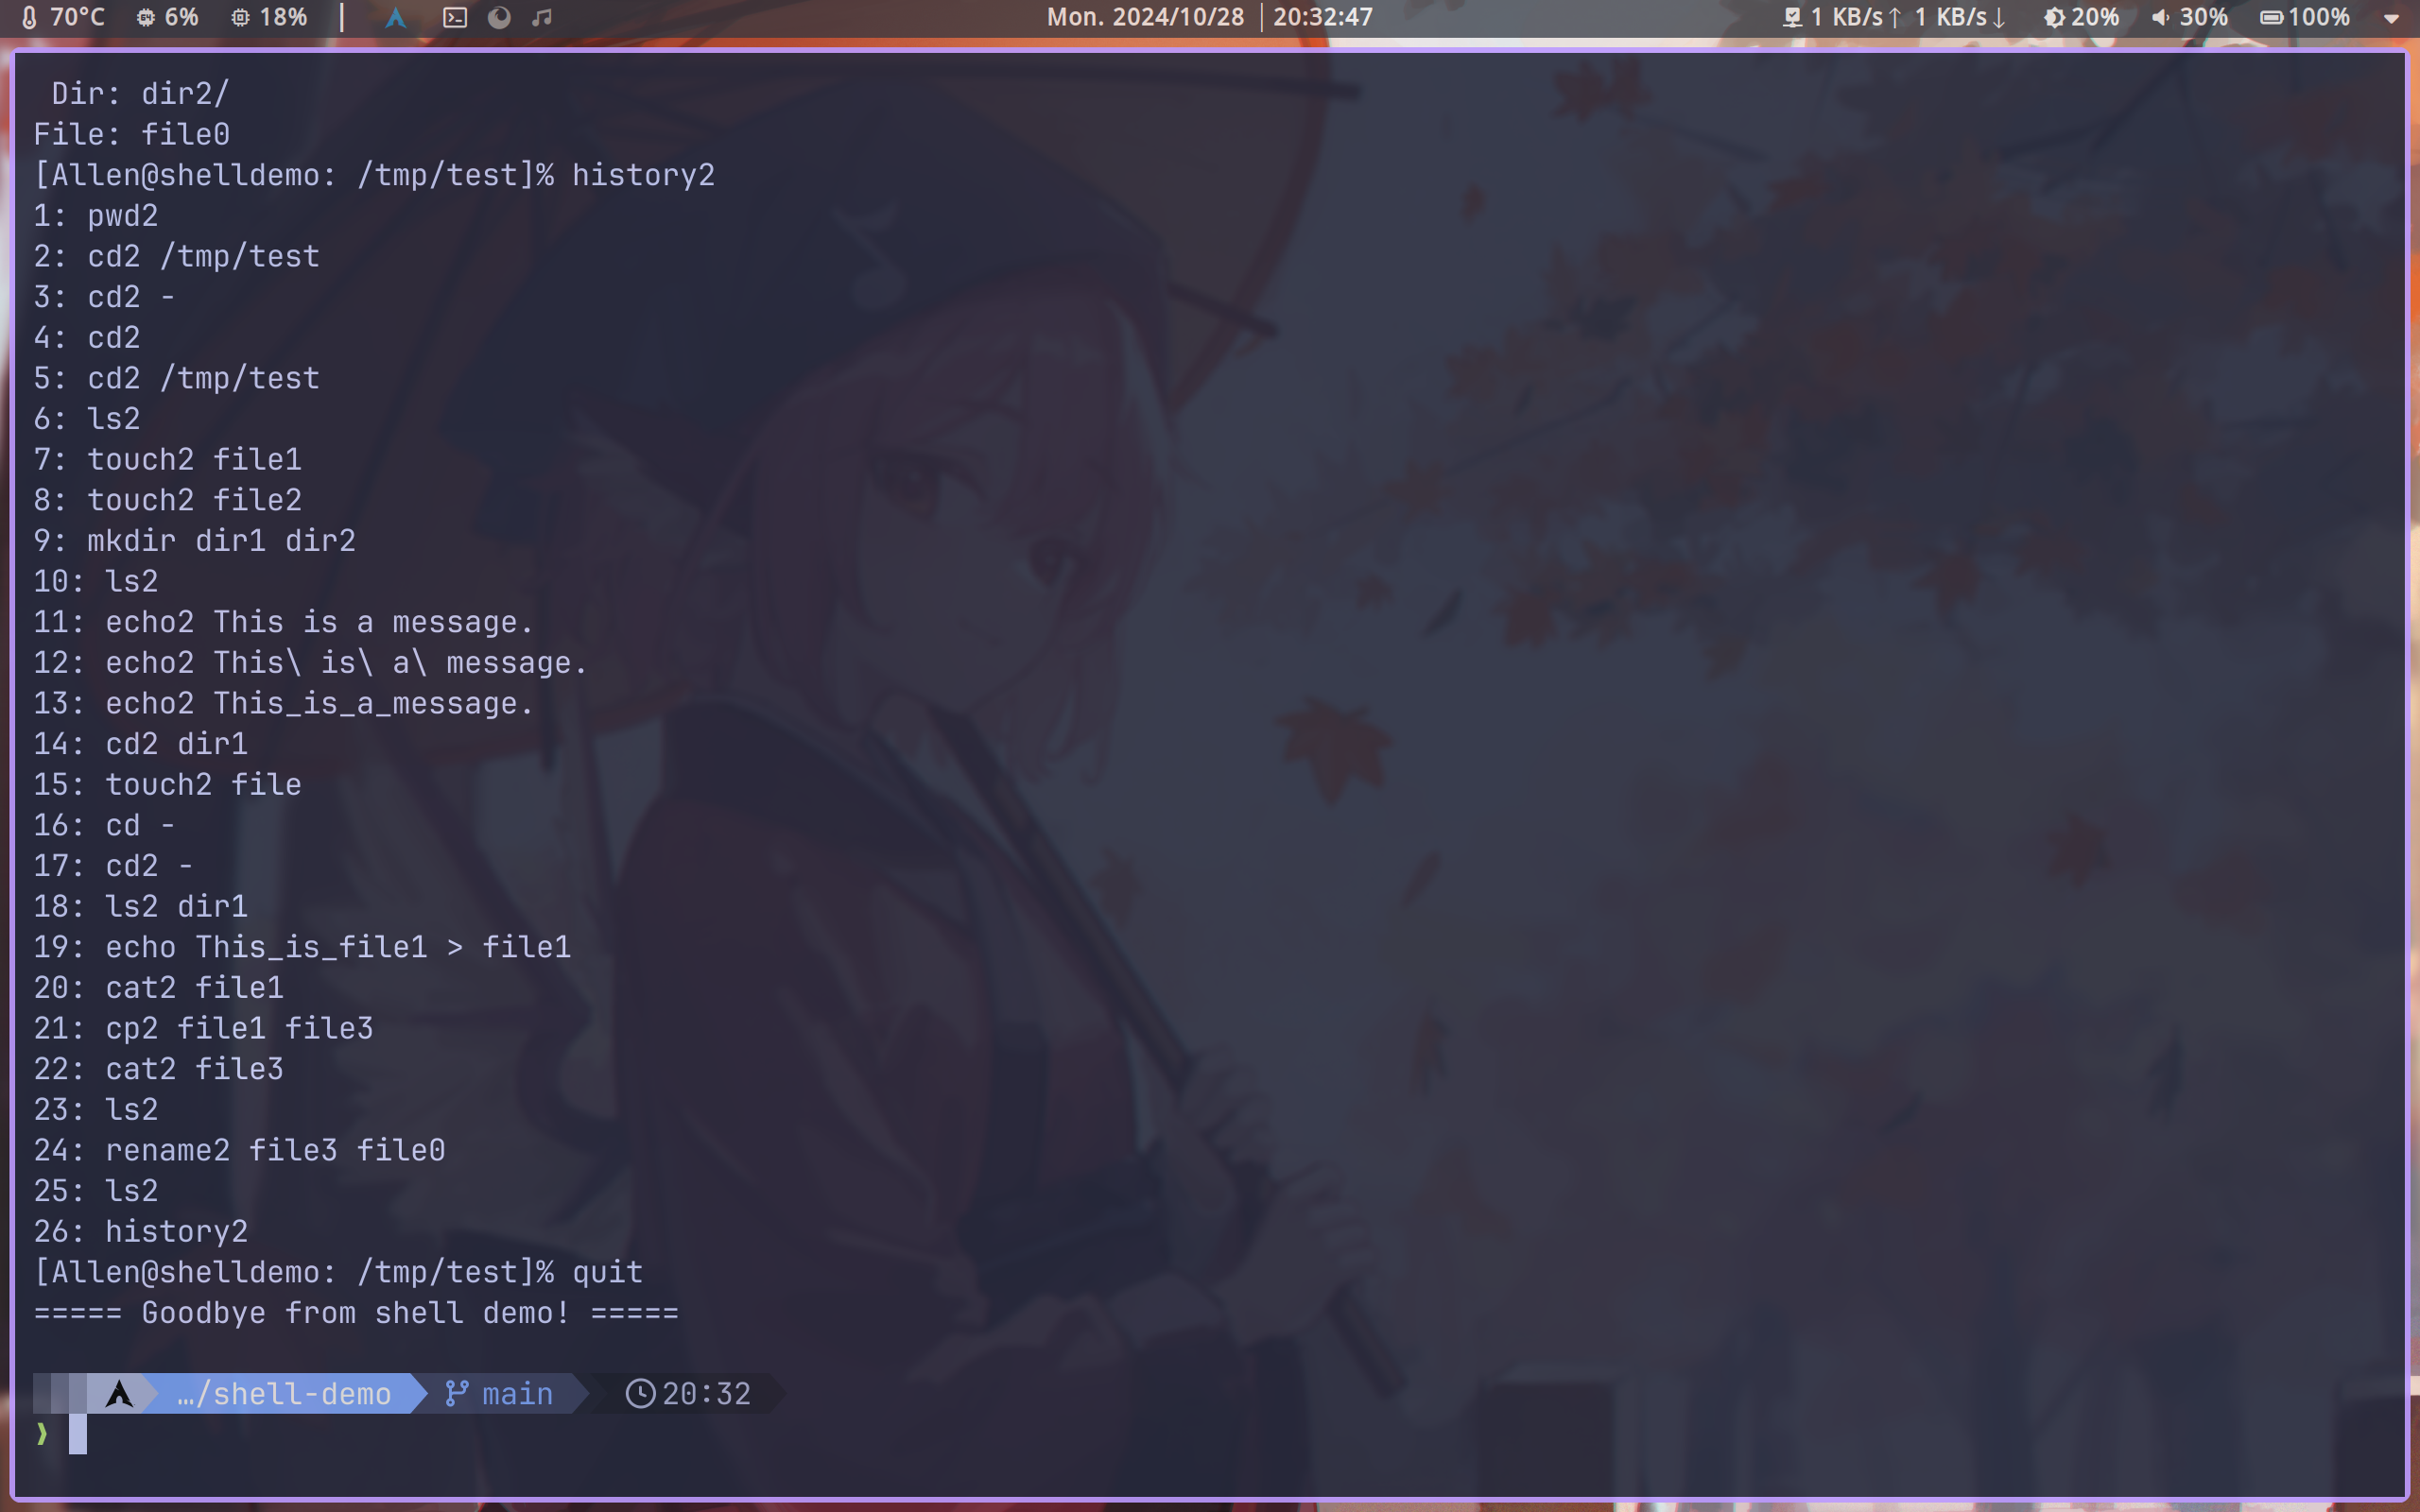 70°C 6% 18% | Mon. 2024/10/28 | 20:32:47 1 KB/s↑ 1 KB/s↓ 20% 30% 100%
 Dir: dir2/
File: file0
[Allen@shelldemo: /tmp/test]% history2
1: pwd2
2: cd2 /tmp/test
3: cd2 -
4: cd2
5: cd2 /tmp/test
6: ls2
7: touch2 file1
8: touch2 file2
9: mkdir dir1 dir2
10: ls2
11: echo2 This is a message.
12: echo2 This\ is\ a\ message.
13: echo2 This_is_a_message.
14: cd2 dir1
15: touch2 file
16: cd -
17: cd2 -
18: ls2 dir1
19: echo This_is_file1 > file1
20: cat2 file1
21: cp2 file1 file3
22: cat2 file3
23: ls2
24: rename2 file3 file0
25: ls2
26: history2
[Allen@shelldemo: /tmp/test]% quit
===== Goodbye from shell demo! =====
…/shell-demo main 20:32
❯